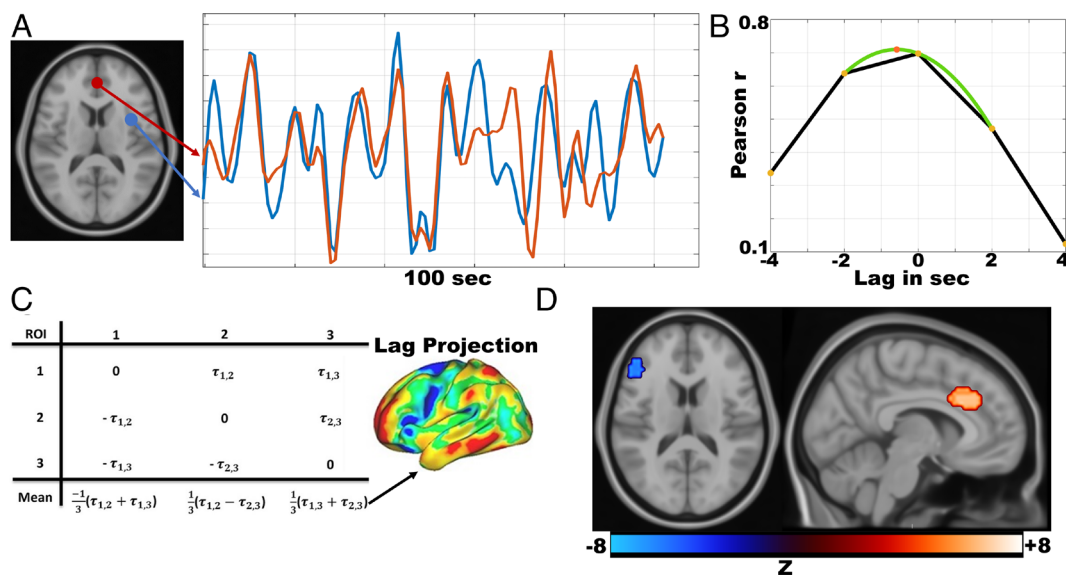 A
100 sec
B
0.8
Pearson r
0.1
-4 -2 0 2 4
Lag in sec
C
ROI 1 2 3
1 0 τ1,2 τ1,3
2 -τ1,2 0 τ2,3
3 -τ1,3 -τ2,3 0
Mean -1/3(τ1,2 + τ1,3) 1/3(τ1,2 − τ2,3) 1/3(τ1,3 + τ2,3)
Lag Projection
D
-8 +8
Z